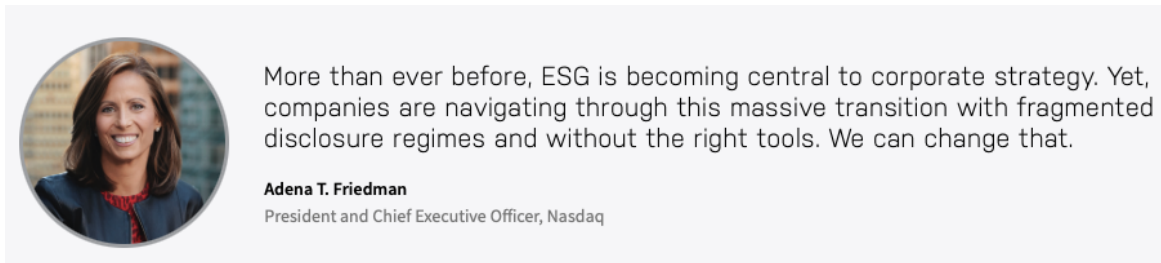 More than ever before, ESG is becoming central to corporate strategy. Yet,
companies are navigating through this massive transition with fragmented
disclosure regimes and without the right tools. We can change that.
Adena T. Friedman
President and Chief Executive Officer, Nasdaq